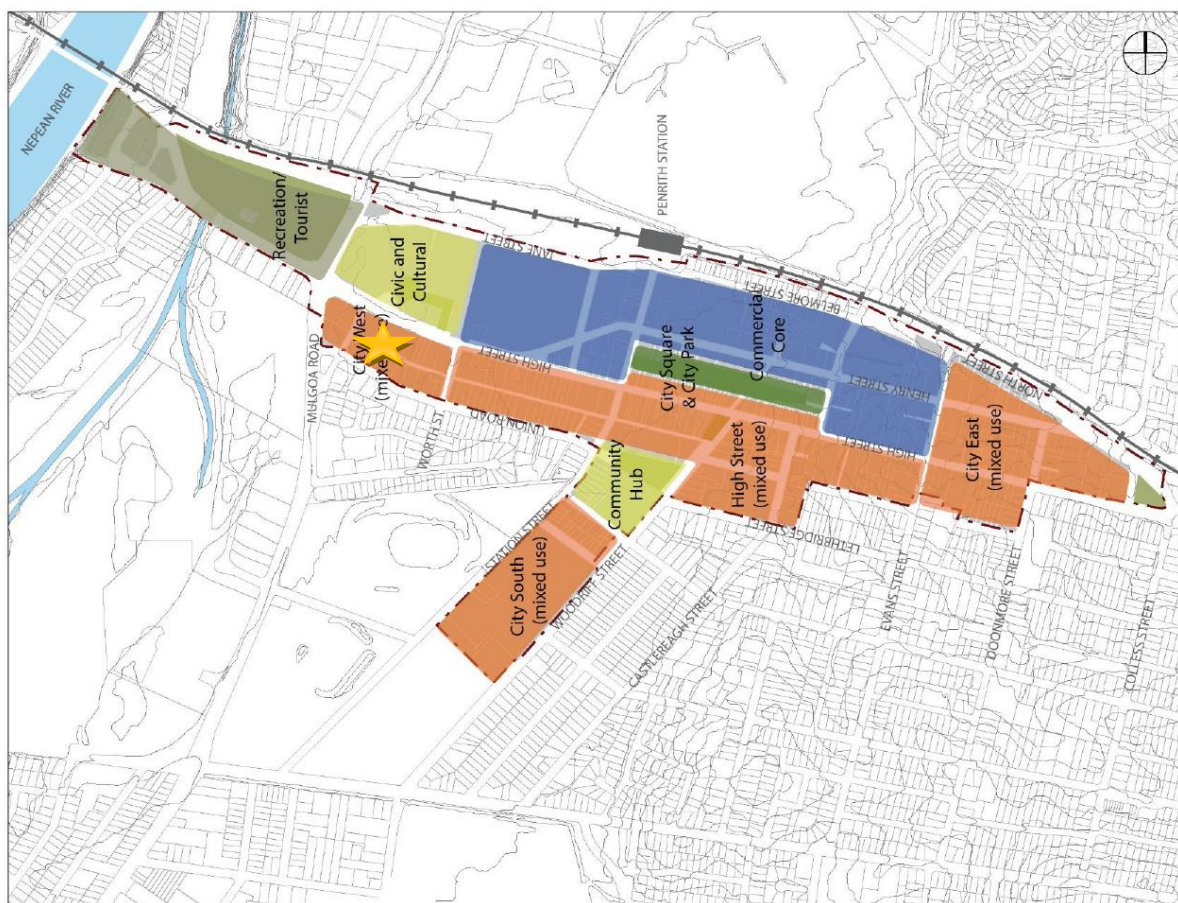 NEPEAN RIVER
Recreation/
Tourist
Civic and
Cultural
JANE STREET
PENRITH STATION
BELMORE STREET
Commercial
Core
City Square
& City Park
HENRY STREET
NORTH STREET
City West
MULGOA ROAD
HIGH STREET
WORTH ST
UNION ROAD
Community
Hub
High Street
(mixed use)
HIGH STREET
City East
(mixed use)
STATION STREET
City South
(mixed use)
WOODRIFF STREET
LETHBRIDGE STREET
CASTLEREAGH STREET
EVANS STREET
DOONMORE STREET
COLLESS STREET